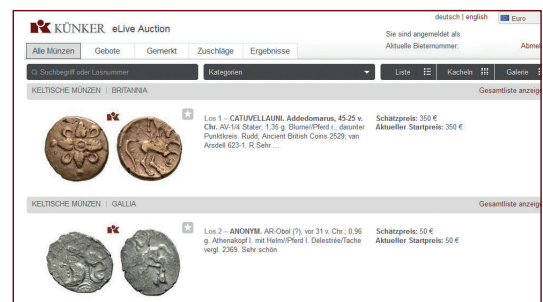 deutsch | english
Euro
KÜNKER eLive Auction
Sie sind angemeldet als
Aktuelle Bieternummer:
Abmel
Alle Münzen Gebote Gemerkt Zuschläge Ergebnisse
Suchbegriff oder Losnummer Kategorien Liste Kacheln Galerie
KELTISCHE MÜNZEN | BRITANNIA Gesamtliste anzeige
Los 1 – CATUVELLAUNI. Addedomarus, 45-25 v.
Chr. AV-1/4 Stater; 1,35 g. Blume//Pferd r., darunter
Punktkreis. Rudd, Ancient British Coins 2529; van
Arsdell 623-1. R Sehr ...
Schätzpreis: 350 €
Aktueller Startpreis: 350 €
KELTISCHE MÜNZEN | GALLIA Gesamtliste anzeige
Los 2 – ANONYM. AR-Obol (?), vor 31 v. Chr.; 0,96
g. Athenakopf l. mit Helm//Pferd l. Delestrée/Tache
vergl. 2369. Sehr schön
Schätzpreis: 50 €
Aktueller Startpreis: 50 €